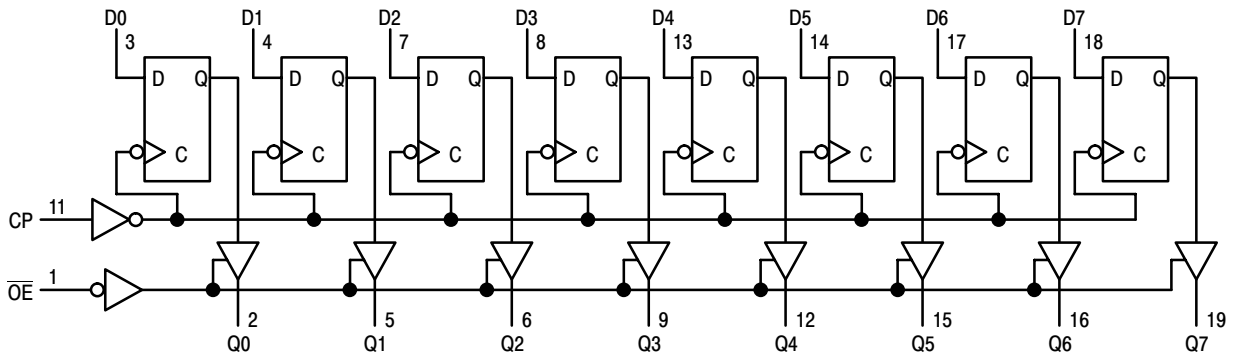 D0 D1 D2 D3 D4 D5 D6 D7
3 4 7 8 13 14 17 18
D Q D Q D Q D Q D Q D Q D Q D Q
C C C C C C C C
CP 11
O̅E̅ 1
2 5 6 9 12 15 16 19
Q0 Q1 Q2 Q3 Q4 Q5 Q6 Q7